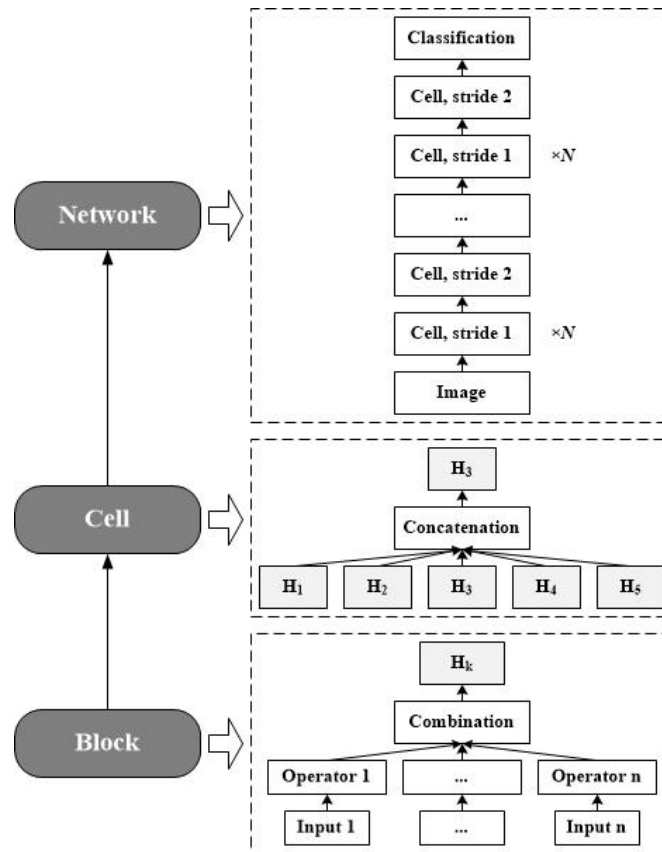 Classification
Cell, stride 2
Cell, stride 1 ×N
Network
...
Cell, stride 2
Cell, stride 1 ×N
Image
H₃
Cell
Concatenation
H₁ H₂ H₃ H₄ H₅
Hₖ
Block
Combination
Operator 1 ... Operator n
Input 1 ... Input n